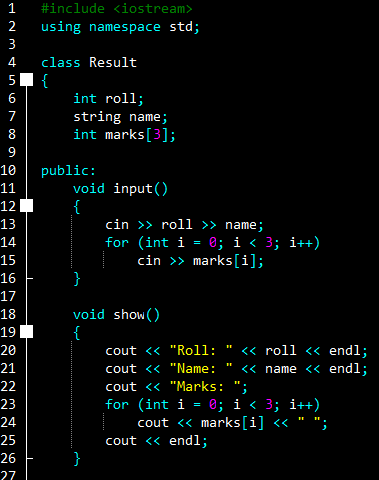 1 #include <iostream>
2 using namespace std;
3
4 class Result
5 {
6     int roll;
7     string name;
8     int marks[3];
9
10 public:
11     void input()
12     {
13         cin >> roll >> name;
14         for (int i = 0; i < 3; i++)
15             cin >> marks[i];
16     }
17
18     void show()
19     {
20         cout << "Roll: " << roll << endl;
21         cout << "Name: " << name << endl;
22         cout << "Marks: ";
23         for (int i = 0; i < 3; i++)
24             cout << marks[i] << " ";
25         cout << endl;
26     }
27